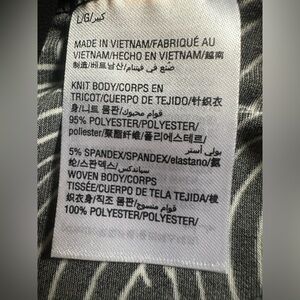 L/G/كبير
MADE IN VIETNAM/FABRIQUÉ AU
VIETNAM/HECHO EN VIETNAM/越南
制造/베트남산/صنع في فيتنام
KNIT BODY/CORPS EN
TRICOT/CUERPO DE TEJIDO/针织衣
身/니트 몸판/قوام محبوك
95% POLYESTER/POLYESTER/
poliester/聚酯纤维/폴리에스테르/
بولي أستر
5% SPANDEX/SPANDEX/elastano/氨
纶/스판덱스/سباندكس
WOVEN BODY/CORPS
TISSÉE/CUERPO DE TELA TEJIDA/梭
织衣身/직조 몸판/قوام منسوج
100% POLYESTER/POLYESTER/